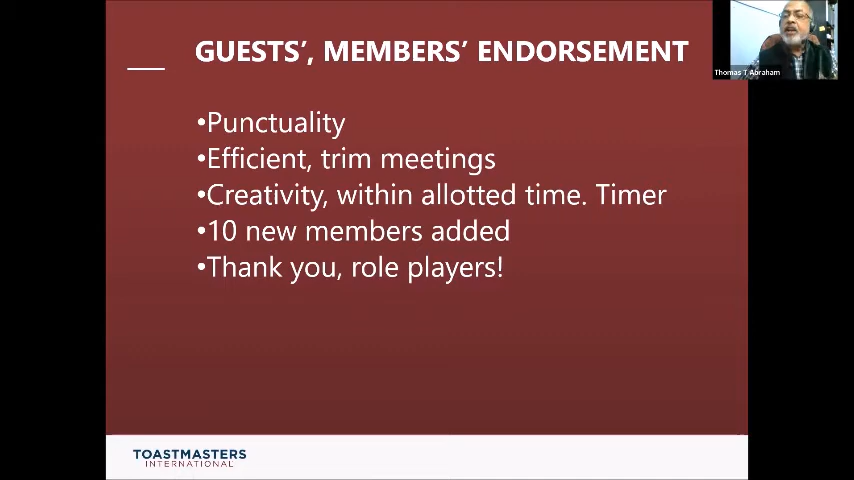 GUESTS’, MEMBERS’ ENDORSEMENT
Thomas T Abraham
•Punctuality
•Efficient, trim meetings
•Creativity, within allotted time. Timer
•10 new members added
•Thank you, role players!
TOASTMASTERS
INTERNATIONAL